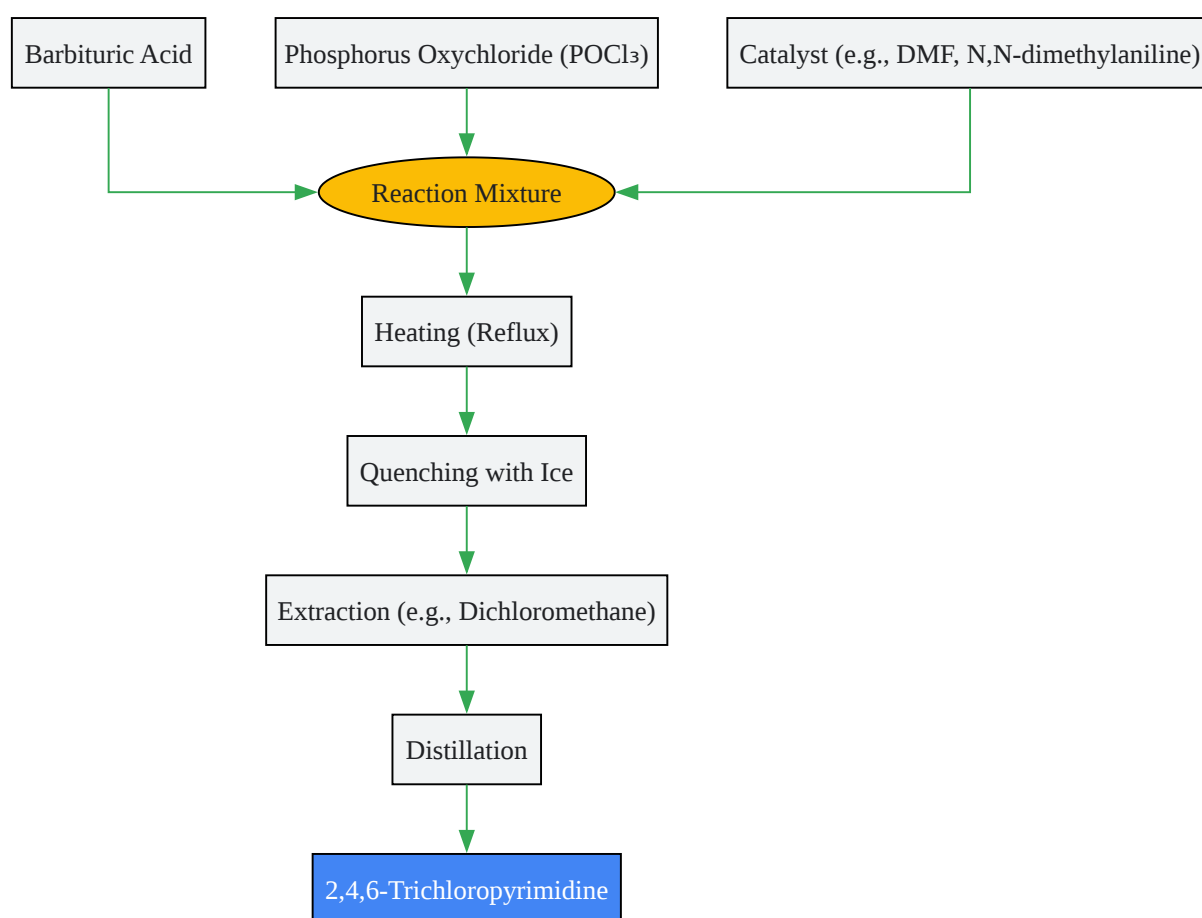 Barbituric Acid
Phosphorus Oxychloride (POCl₃)
Catalyst (e.g., DMF, N,N-dimethylaniline)
Reaction Mixture
Heating (Reflux)
Quenching with Ice
Extraction (e.g., Dichloromethane)
Distillation
2,4,6-Trichloropyrimidine